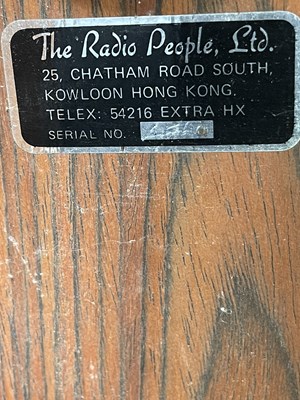 The Radio People, Ltd.
25, CHATHAM ROAD SOUTH,
KOWLOON HONG KONG.
TELEX: 54216 EXTRA HX
SERIAL NO.